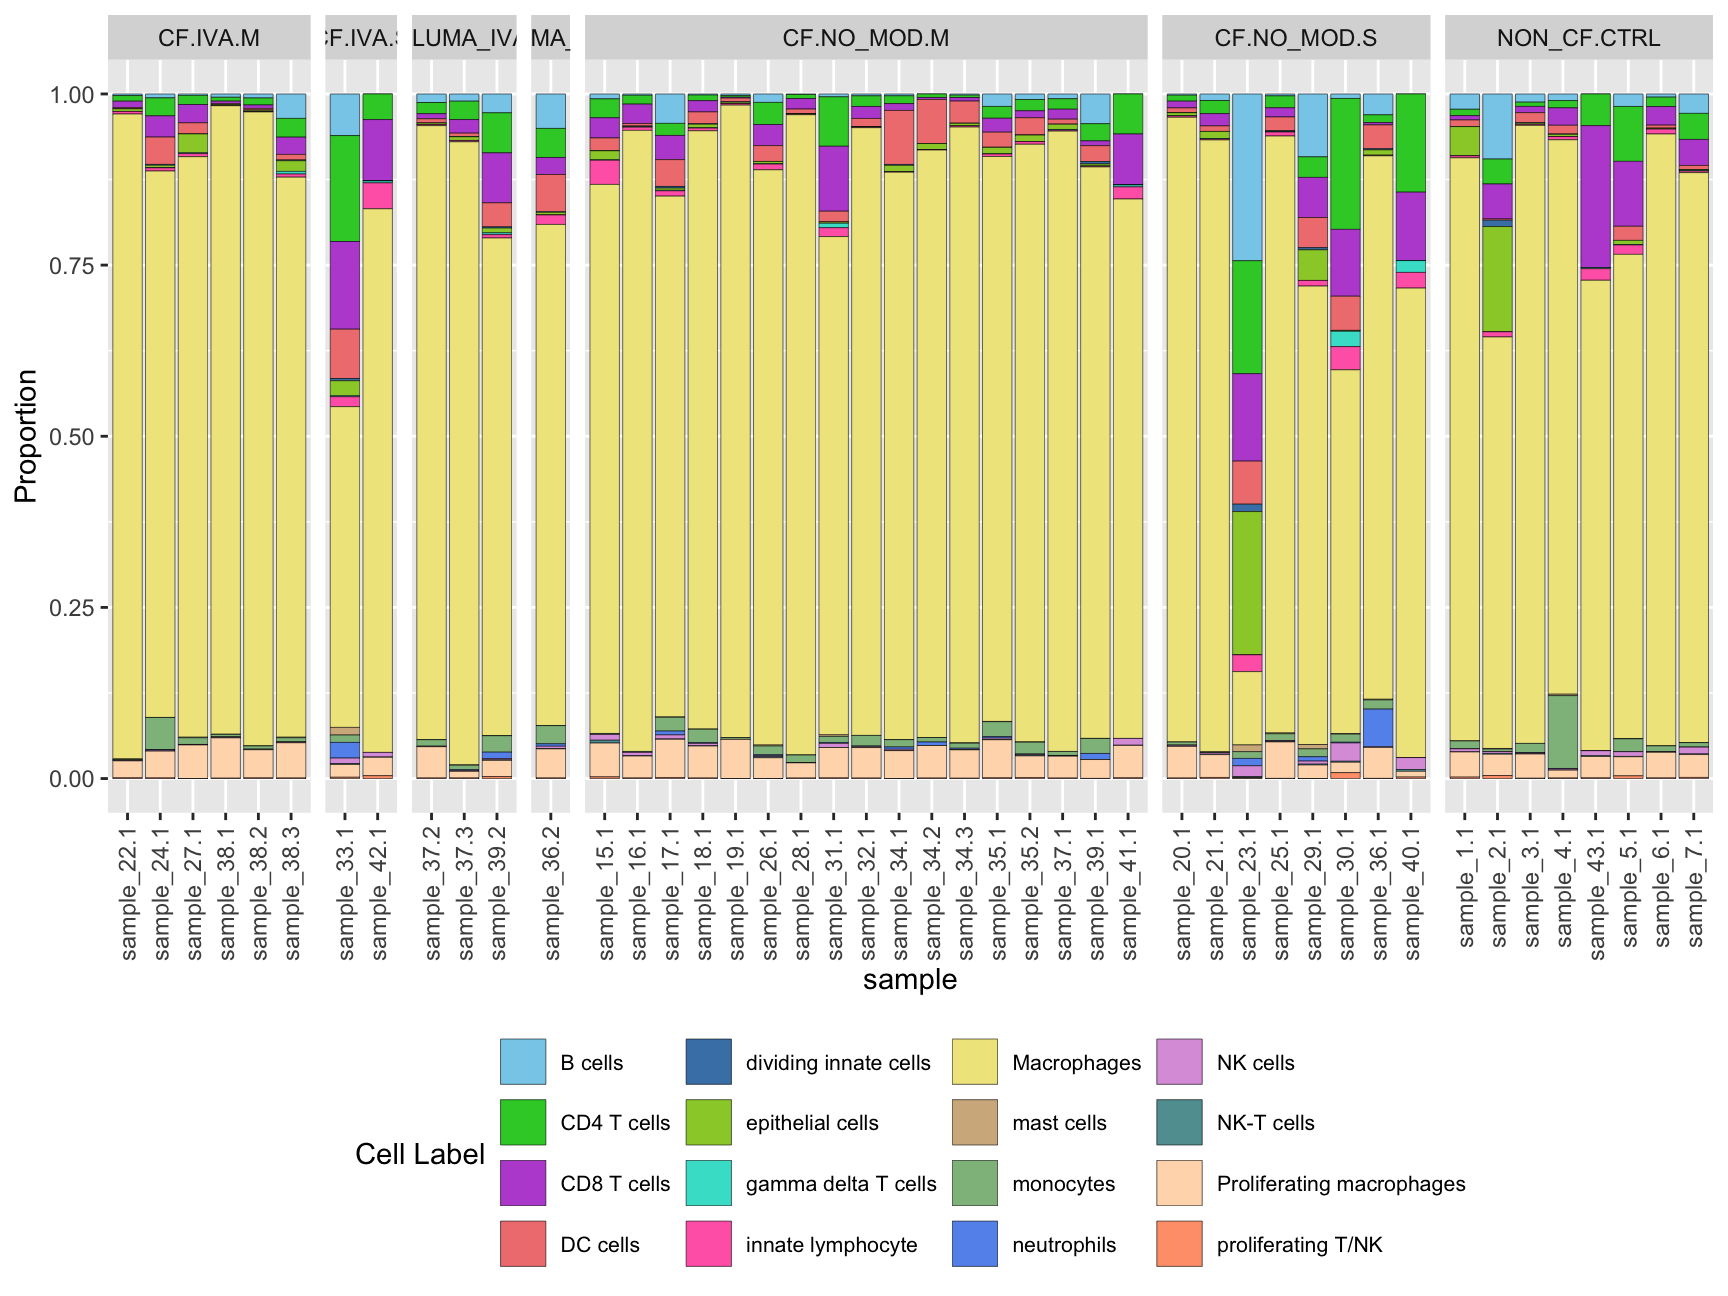 CF.IVA.M
CF.IVA.S
LUMA_IVA
MA_
CF.NO_MOD.M
CF.NO_MOD.S
NON_CF.CTRL
Proportion
1.00
0.75
0.50
0.25
0.00
sample_22.1
sample_24.1
sample_27.1
sample_38.1
sample_38.2
sample_38.3
sample_33.1
sample_42.1
sample_37.2
sample_37.3
sample_39.2
sample_36.2
sample_15.1
sample_16.1
sample_17.1
sample_18.1
sample_19.1
sample_26.1
sample_28.1
sample_31.1
sample_32.1
sample_34.1
sample_34.2
sample_34.3
sample_35.1
sample_35.2
sample_37.1
sample_39.1
sample_41.1
sample_20.1
sample_21.1
sample_23.1
sample_25.1
sample_29.1
sample_30.1
sample_36.1
sample_40.1
sample_1.1
sample_2.1
sample_3.1
sample_4.1
sample_43.1
sample_5.1
sample_6.1
sample_7.1
sample
Cell Label
B cells
CD4 T cells
CD8 T cells
DC cells
dividing innate cells
epithelial cells
gamma delta T cells
innate lymphocyte
Macrophages
mast cells
monocytes
neutrophils
NK cells
NK-T cells
Proliferating macrophages
proliferating T/NK